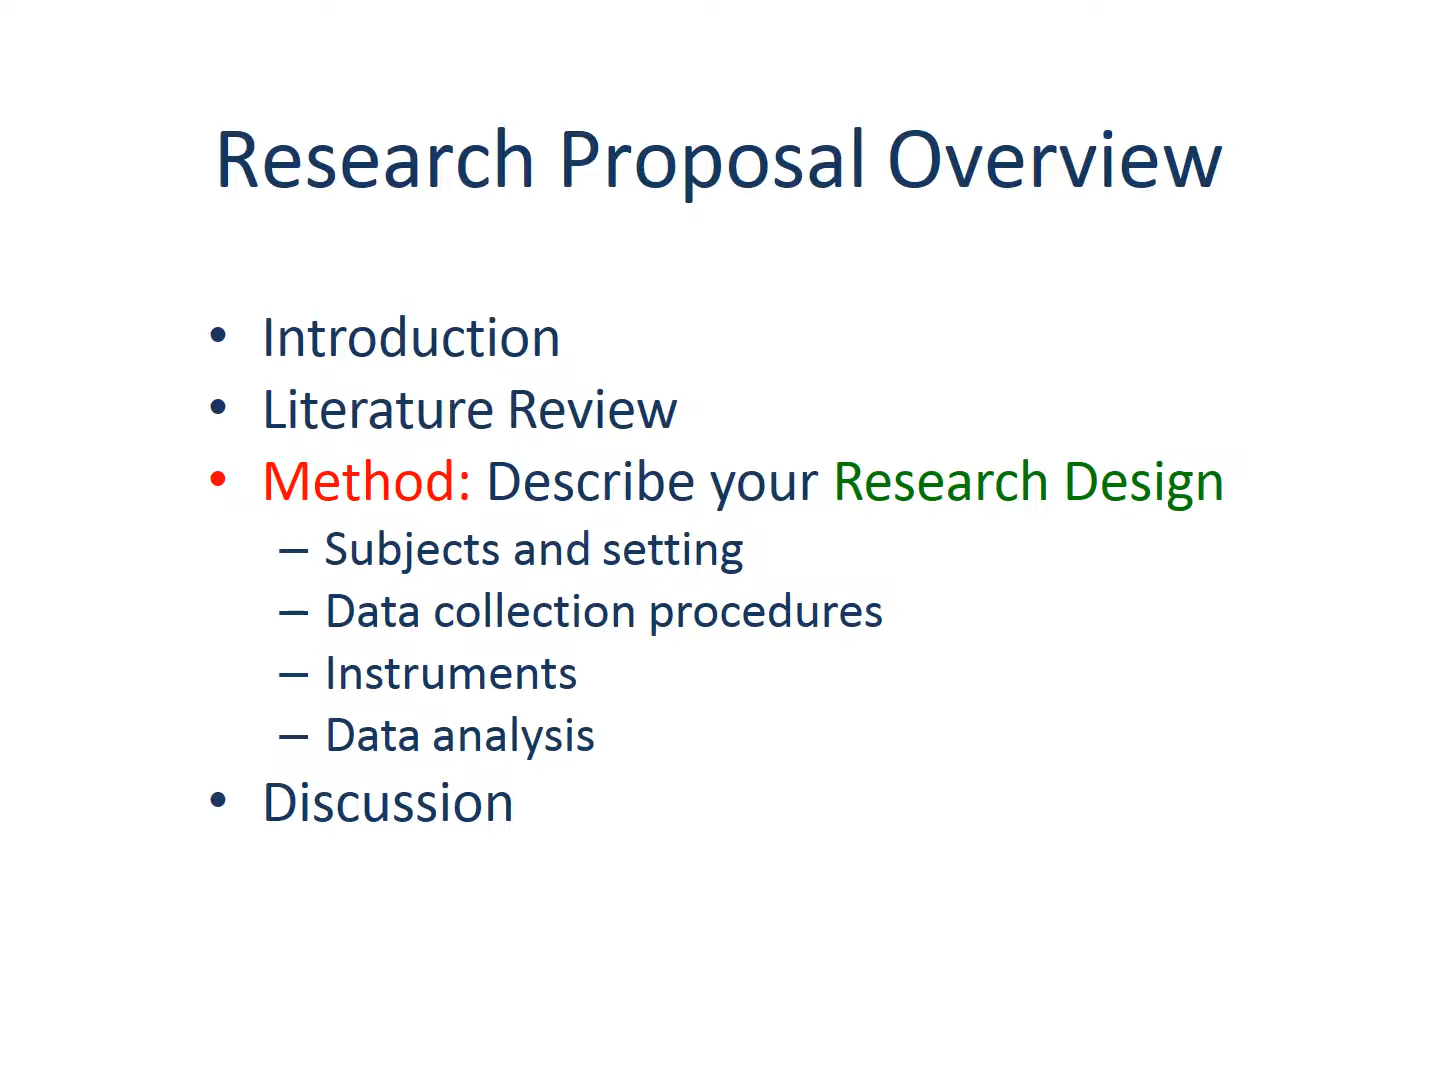 Research Proposal Overview
• Introduction
• Literature Review
• Method: Describe your Research Design
– Subjects and setting
– Data collection procedures
– Instruments
– Data analysis
• Discussion